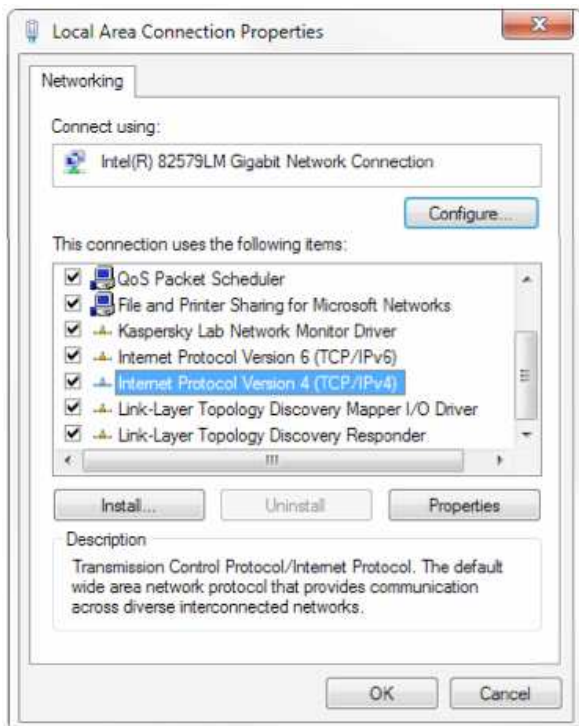 Local Area Connection Properties
Networking
Connect using:
Intel(R) 82579LM Gigabit Network Connection
Configure...
This connection uses the following items:
QoS Packet Scheduler
File and Printer Sharing for Microsoft Networks
Kaspersky Lab Network Monitor Driver
Internet Protocol Version 6 (TCP/IPv6)
Internet Protocol Version 4 (TCP/IPv4)
Link-Layer Topology Discovery Mapper I/O Driver
Link-Layer Topology Discovery Responder
Install... Uninstall Properties
Description
Transmission Control Protocol/Internet Protocol. The default
wide area network protocol that provides communication
across diverse interconnected networks.
OK Cancel